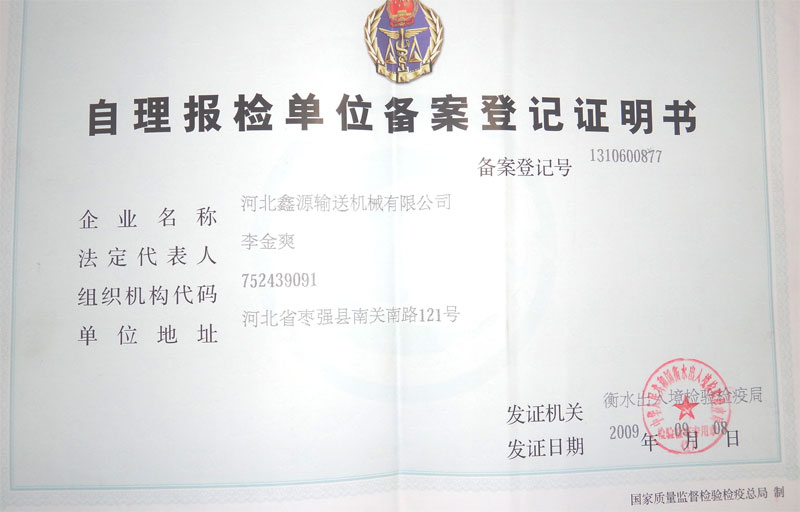 自理报检单位备案登记证明书
备案登记号 1310600877
企业名称 河北鑫源输送机械有限公司
法定代表人 李金爽
组织机构代码 752439091
单位地址 河北省枣强县南关南路121号
发证机关 衡水出入境检验检疫局
发证日期 2009 年 09 月 08 日
国家质量监督检验检疫总局 制